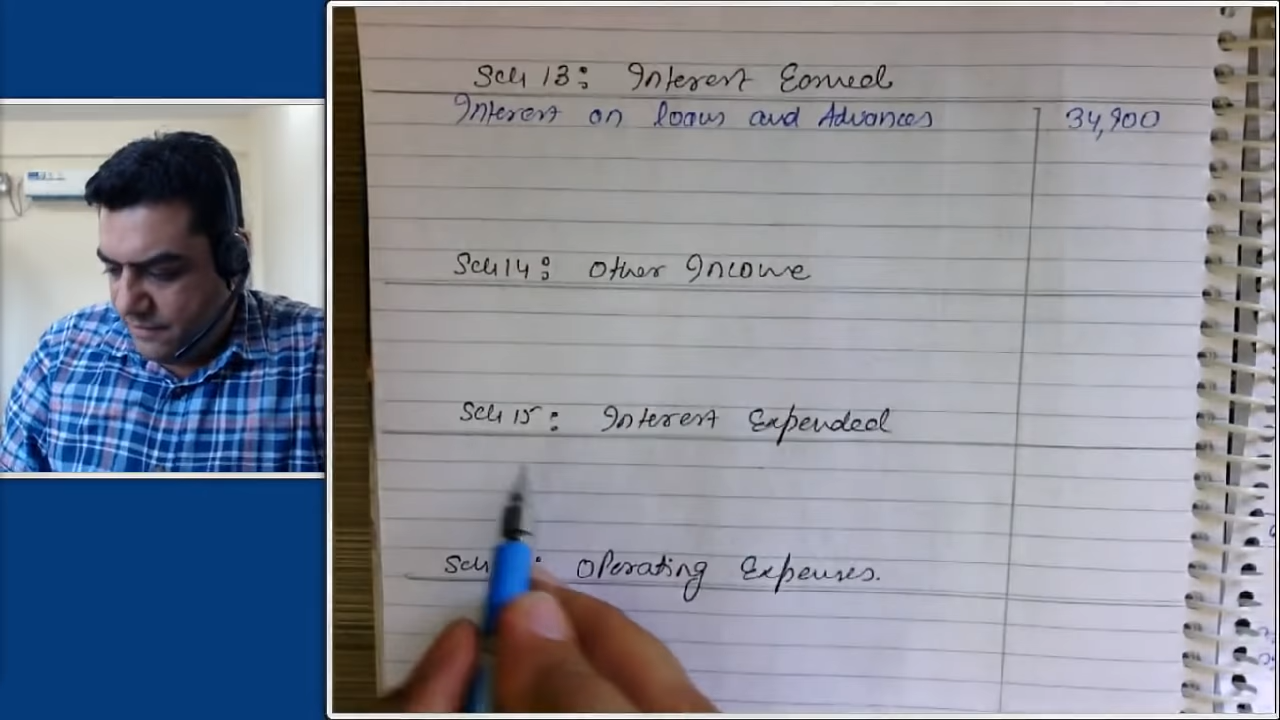 Sch 13: Interest Earned
Interest on loans and Advances 34,900
Sch 14: Other Income
Sch 15: Interest Expended
Sch : Operating Expenses.